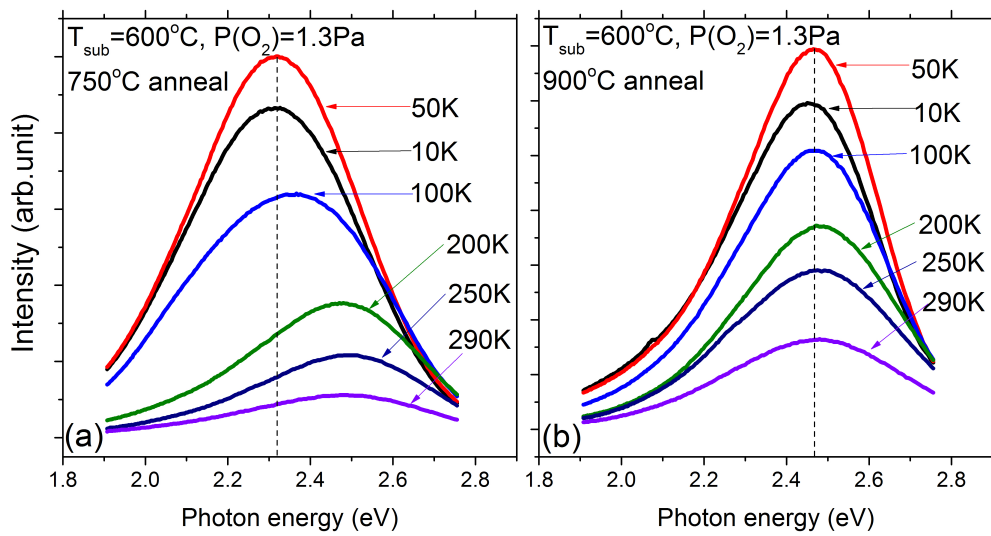 T_sub=600°C, P(O₂)=1.3Pa
750°C anneal
50K
10K
100K
200K
250K
290K
(a)
Intensity (arb.unit)
1.8 2.0 2.2 2.4 2.6 2.8
Photon energy (eV)
T_sub=600°C, P(O₂)=1.3Pa
900°C anneal
50K
10K
100K
200K
250K
290K
(b)
1.8 2.0 2.2 2.4 2.6 2.8
Photon energy (eV)